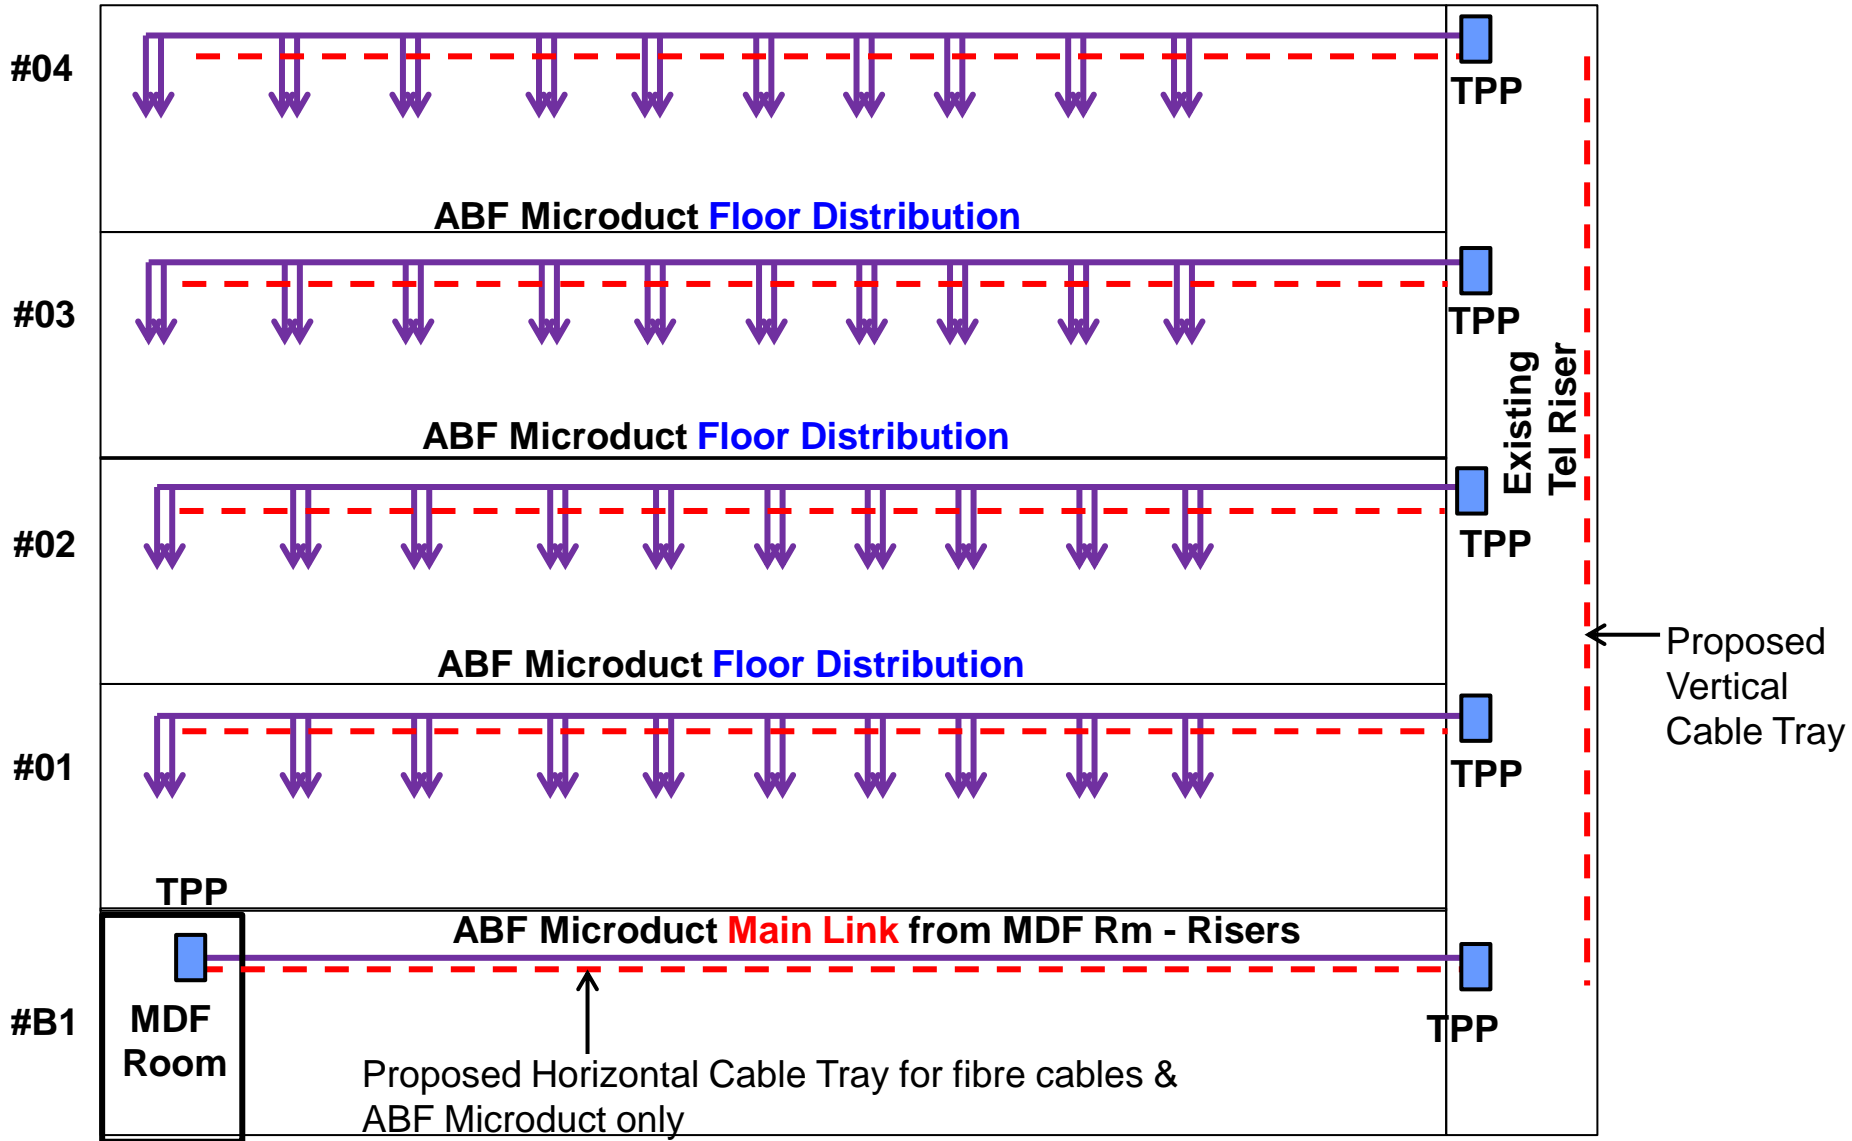 #04
TPP
ABF Microduct Floor Distribution
#03
TPP
Existing
Tel Riser
ABF Microduct Floor Distribution
#02
TPP
Proposed
Vertical
Cable Tray
ABF Microduct Floor Distribution
#01
TPP
TPP
ABF Microduct Main Link from MDF Rm - Risers
#B1
MDF
Room
TPP
Proposed Horizontal Cable Tray for fibre cables &
ABF Microduct only